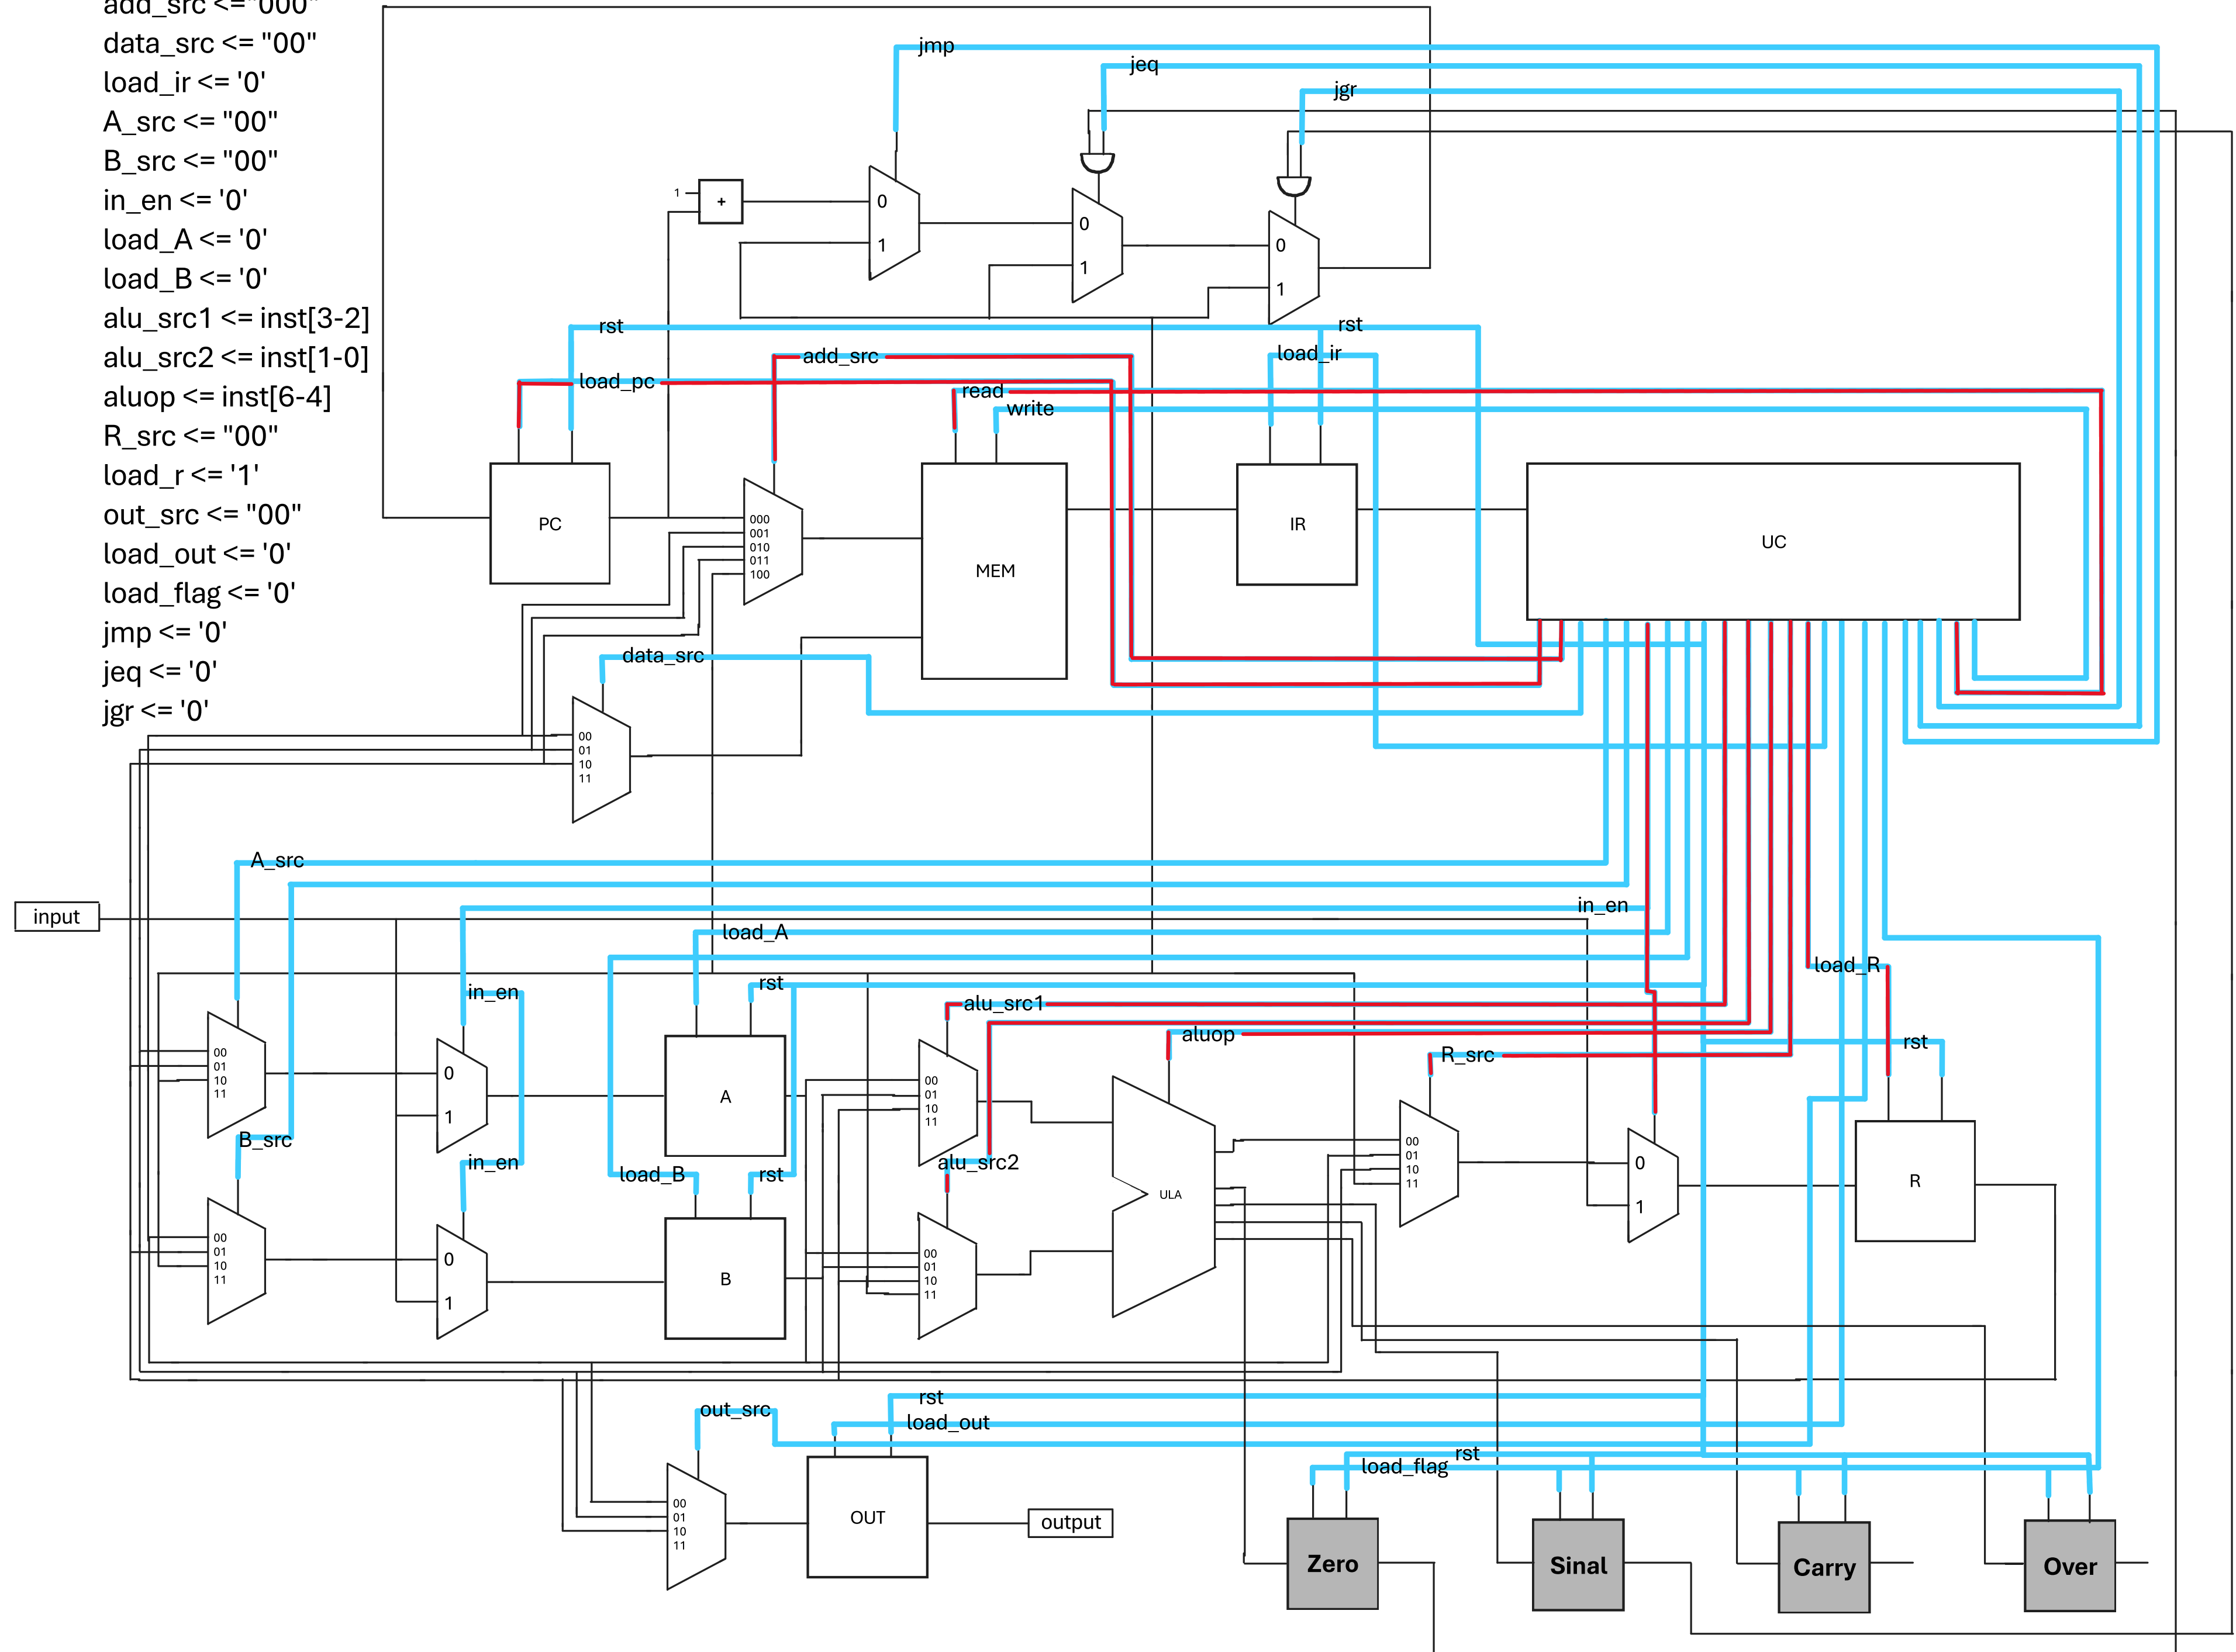 add_src <="000"
data_src <= "00"
load_ir <= '0'
A_src <= "00"
B_src <= "00"
in_en <= '0'
load_A <= '0'
load_B <= '0'
alu_src1 <= inst[3-2]
alu_src2 <= inst[1-0]
aluop <= inst[6-4]
R_src <= "00"
load_r <= '1'
out_src <= "00"
load_out <= '0'
load_flag <= '0'
jmp <= '0'
jeq <= '0'
jgr <= '0'
jmp
jeq
jgr
1
+
0
1
0
1
0
1
rst
rst
add_src
load_ir
load_pc
read
write
PC
000
001
010
011
100
MEM
IR
UC
data_src
00
01
10
11
A_src
input
in_en
load_A
load_R
in_en
rst
alu_src1
aluop
R_src
rst
00
01
10
11
0
1
A
00
01
10
11
B_src
in_en
load_B
rst
alu_src2
ULA
00
01
10
11
0
1
R
00
01
10
11
0
1
B
00
01
10
11
rst
out_src
load_out
rst
load_flag
00
01
10
11
OUT
output
Zero
Sinal
Carry
Over